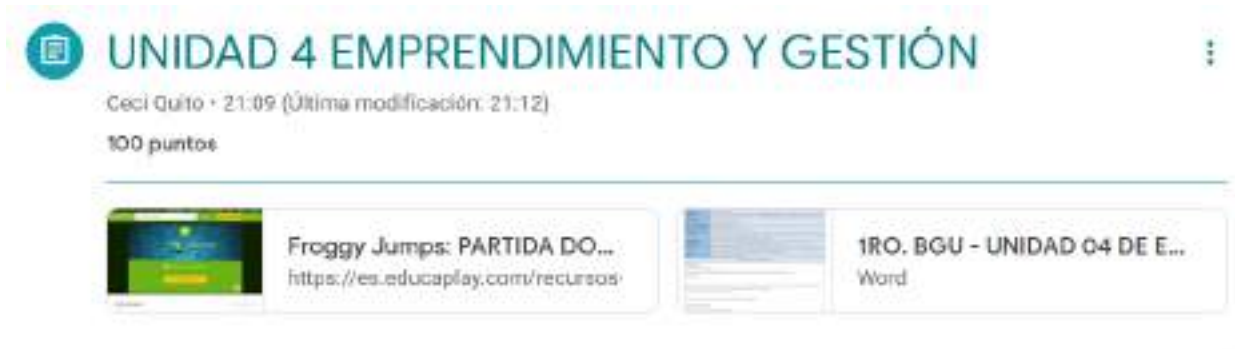 UNIDAD 4 EMPRENDIMIENTO Y GESTIÓN
Ceci Quito • 21:09 (Última modificación: 21:12)
100 puntos
Froggy Jumps: PARTIDA DO...
https://es.educaplay.com/recursos-
1RO. BGU - UNIDAD 04 DE E...
Word